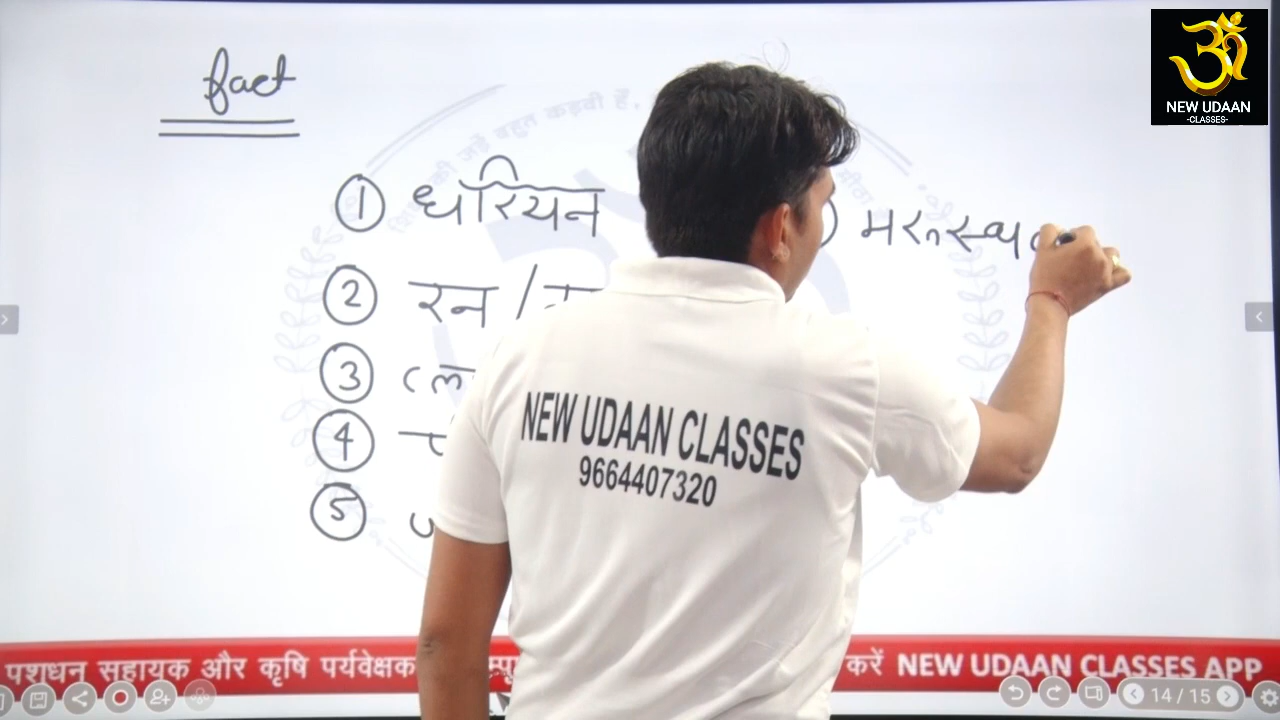 fact
NEW UDAAN
-CLASSES-
① धरियन
② रन /
③
④
⑤
मरुस्थ
NEW UDAAN CLASSES
9664407320
पशुधन सहायक और कृषि पर्यवेक्षक
करें NEW UDAAN CLASSES APP
14 / 15